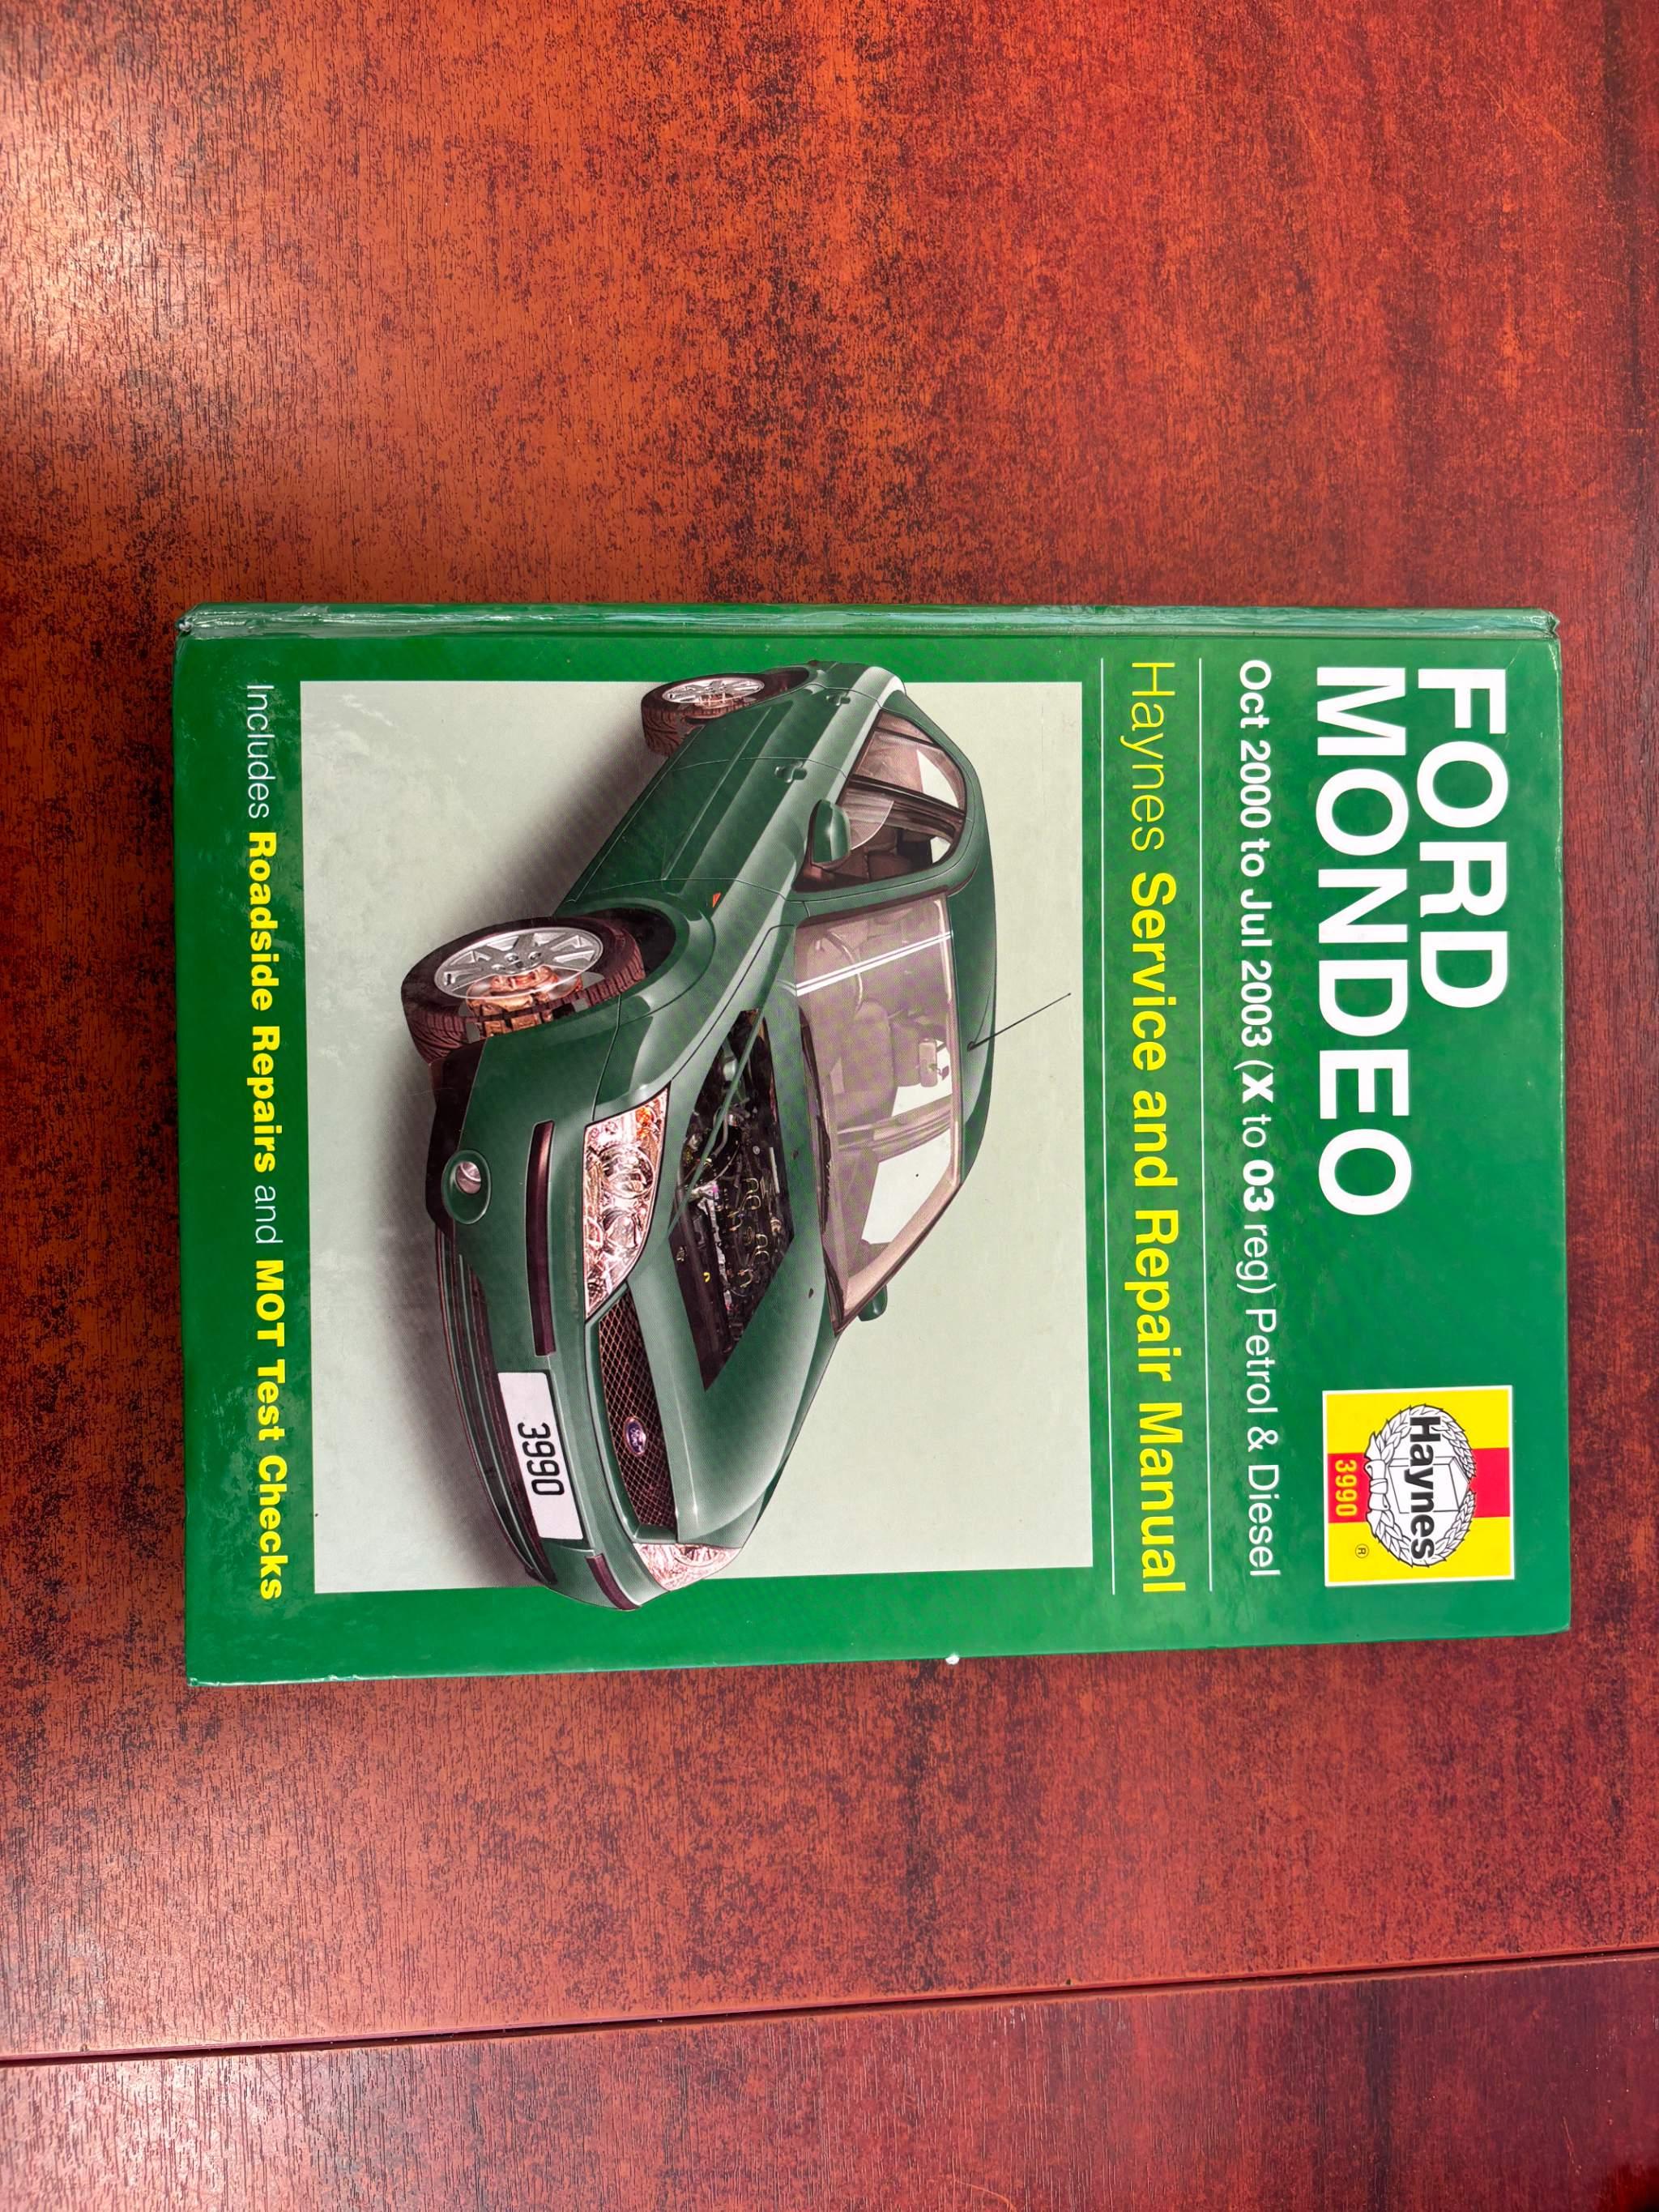 FORD
MONDEO
Haynes
®
3990
Oct 2000 to Jul 2003 (X to 03 reg) Petrol & Diesel
Haynes Service and Repair Manual
3990
Includes Roadside Repairs and MOT Test Checks